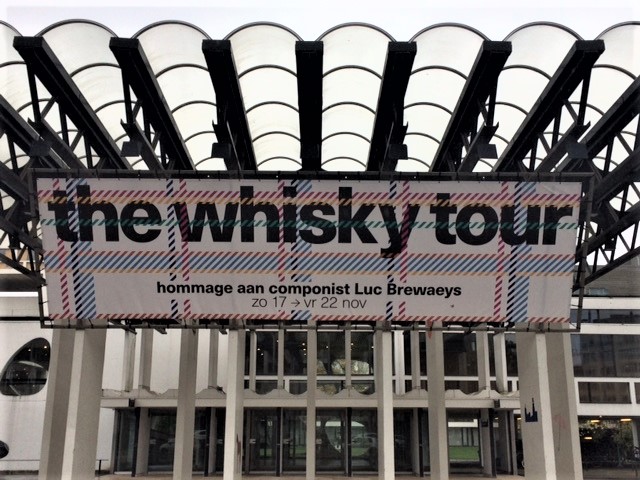 the whisky tour
hommage aan componist Luc Brewaeys
zo 17 → vr 22 nov